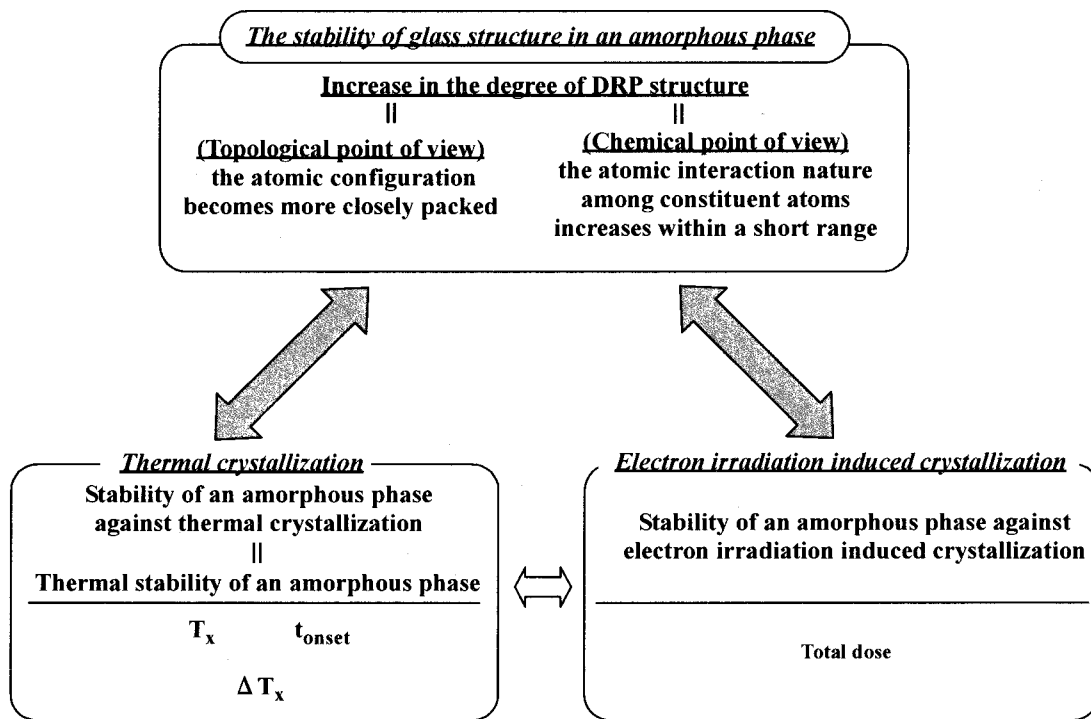 The stability of glass structure in an amorphous phase
Increase in the degree of DRP structure
||
||
(Topological point of view)
the atomic configuration
becomes more closely packed
(Chemical point of view)
the atomic interaction nature
among constituent atoms
increases within a short range
Thermal crystallization
Stability of an amorphous phase
against thermal crystallization
||
Thermal stability of an amorphous phase
Tx tonset
ΔTx
Electron irradiation induced crystallization
Stability of an amorphous phase against
electron irradiation induced crystallization
Total dose